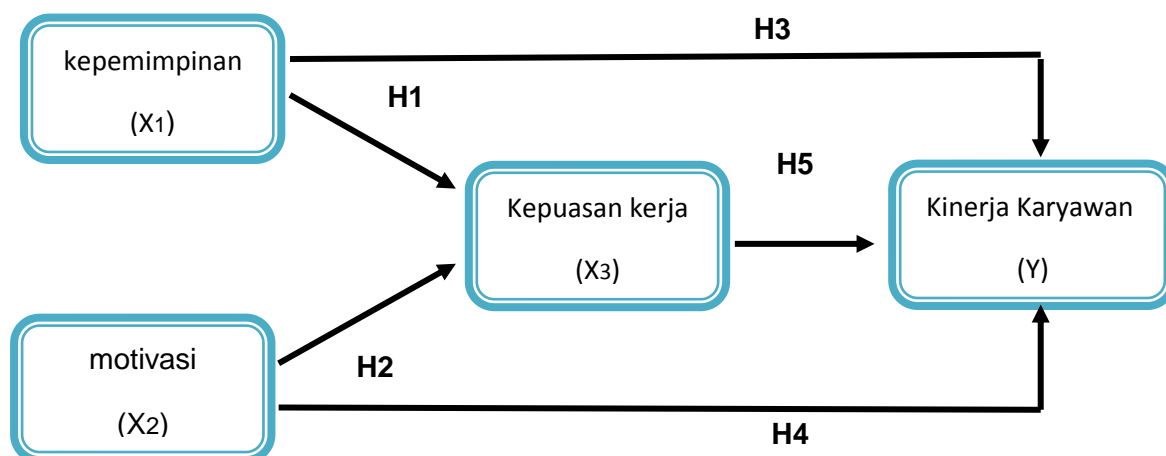 H3
kepemimpinan
(X1)
H1
Kepuasan kerja
(X3)
H5
Kinerja Karyawan
(Y)
motivasi
(X2)
H2
H4